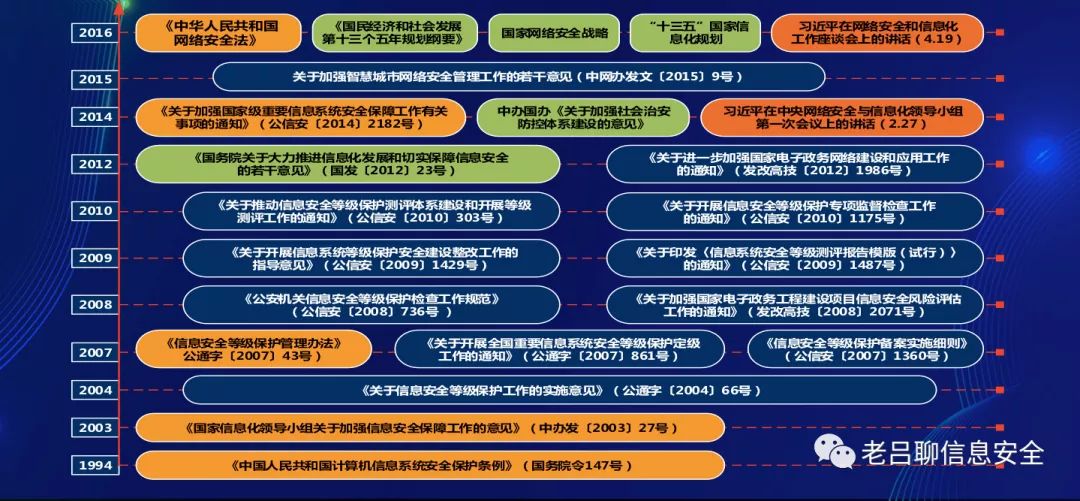 2016
《中华人民共和国
网络安全法》
《国民经济和社会发展
第十三个五年规划纲要》
国家网络安全战略
“十三五”国家信
息化规划
习近平在网络安全和信息化
工作座谈会上的讲话（4.19）
2015
关于加强智慧城市网络安全管理工作的若干意见（中网办发文〔2015〕9号）
2014
《关于加强国家级重要信息系统安全保障工作有关
事项的通知》（公信安〔2014〕2182号）
中办国办《关于加强社会治安
防控体系建设的意见》
习近平在中央网络安全与信息化领导小组
第一次会议上的讲话（2.27）
2012
《国务院关于大力推进信息化发展和切实保障信息安全
的若干意见》（国发〔2012〕23号）
《关于进一步加强国家电子政务网络建设和应用工作
的通知》（发改高技〔2012〕1986号）
2010
《关于推动信息安全等级保护测评体系建设和开展等级
测评工作的通知》（公信安〔2010〕303号）
《关于开展信息安全等级保护专项监督检查工作
的通知》（公信安〔2010〕1175号）
2009
《关于开展信息系统等级保护安全建设整改工作的
指导意见》（公信安〔2009〕1429号）
《关于印发〈信息系统安全等级测评报告模版（试行）〉
的通知》（公信安〔2009〕1487号）
2008
《公安机关信息安全等级保护检查工作规范》
（公信安〔2008〕736号 ）
《关于加强国家电子政务工程建设项目信息安全风险评估
工作的通知》（发改高技〔2008〕2071号）
2007
《信息安全等级保护管理办法》
公通字〔2007〕43号）
《关于开展全国重要信息系统安全等级保护定级
工作的通知》（公通字〔2007〕861号）
《信息安全等级保护备案实施细则》
（公信安〔2007〕1360号）
2004
《关于信息安全等级保护工作的实施意见》（公通字〔2004〕66号）
2003
《国家信息化领导小组关于加强信息安全保障工作的意见》（中办发〔2003〕27号）
1994
《中国人民共和国计算机信息系统安全保护条例》（国务院令147号）
老吕聊信息安全